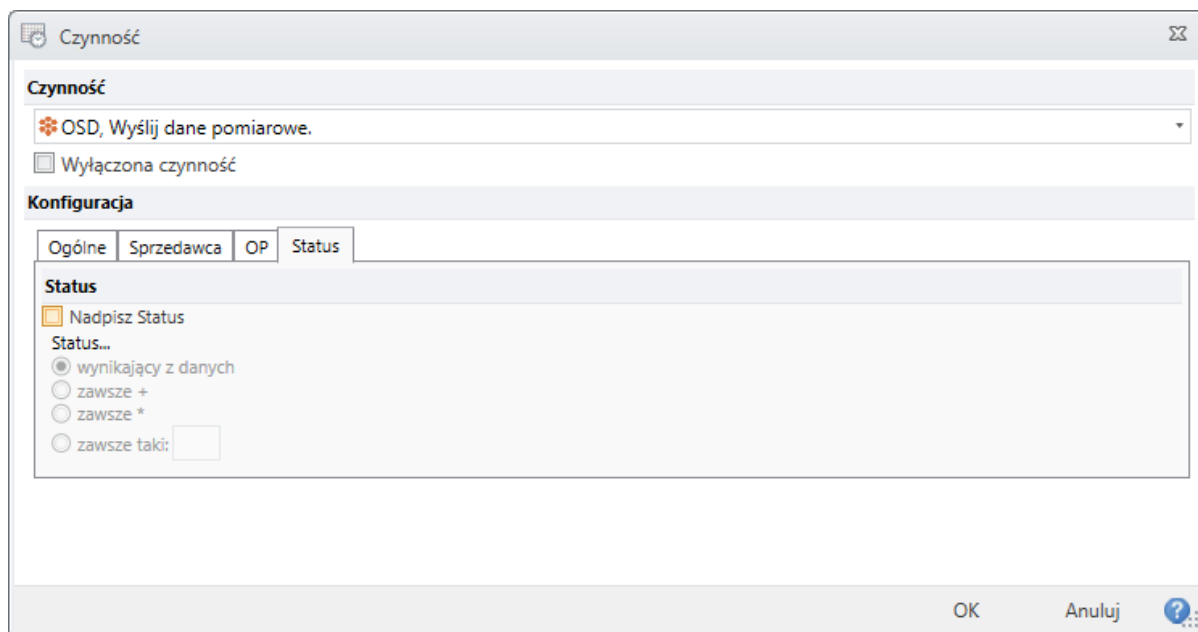 Czynność
Czynność
OSD, Wyślij dane pomiarowe.
Wyłączona czynność
Konfiguracja
Ogólne Sprzedawca OP Status
Status
Nadpisz Status
Status...
wynikający z danych
zawsze +
zawsze *
zawsze taki:
OK Anuluj ?